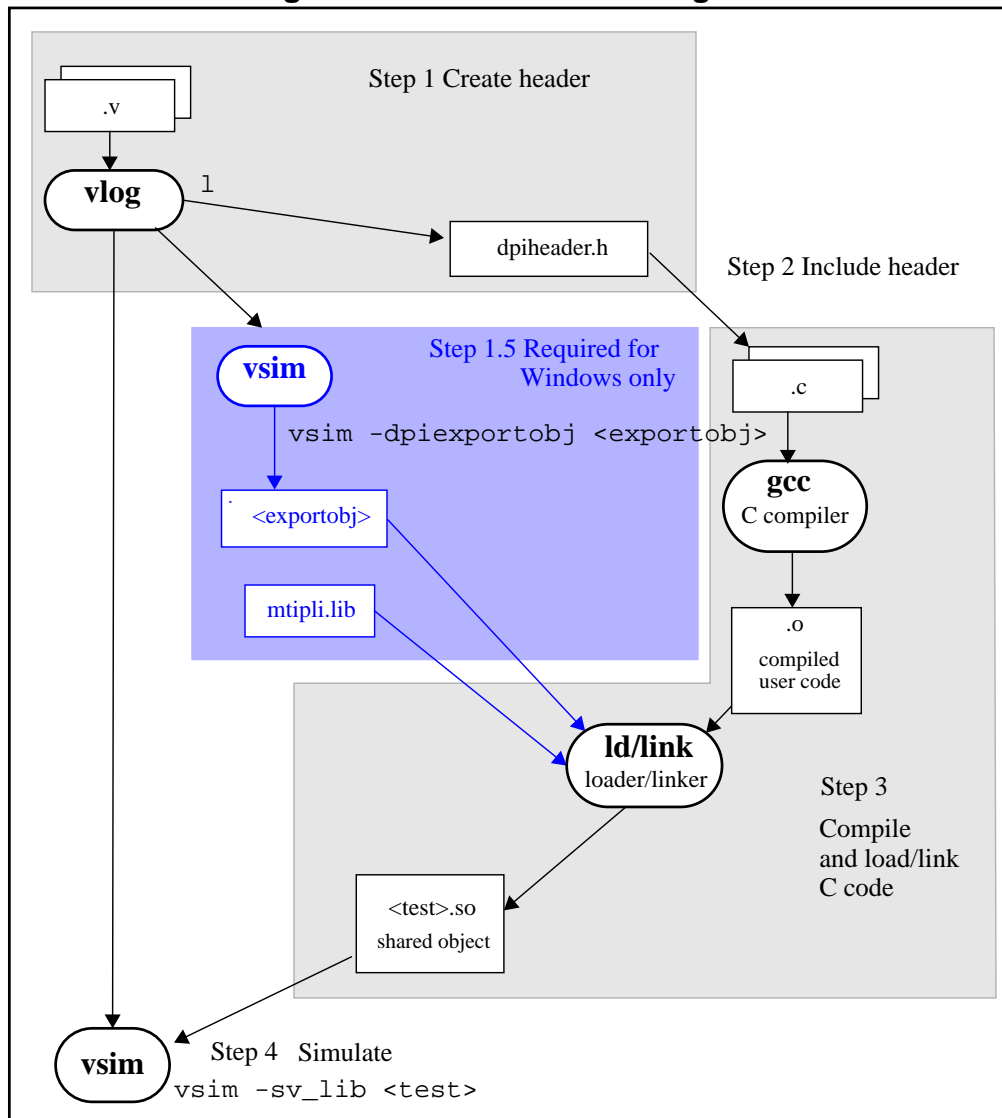 Step 1 Create header
.v
vlog
l
dpiheader.h
Step 2 Include header
Step 1.5 Required for
Windows only
vsim
vsim -dpiexportobj <exportobj>
.c
gcc
C compiler
<exportobj>
mtipli.lib
.o
compiled
user code
ld/link
loader/linker
Step 3
Compile
and load/link
C code
<test>.so
shared object
vsim
Step 4 Simulate
vsim -sv_lib <test>